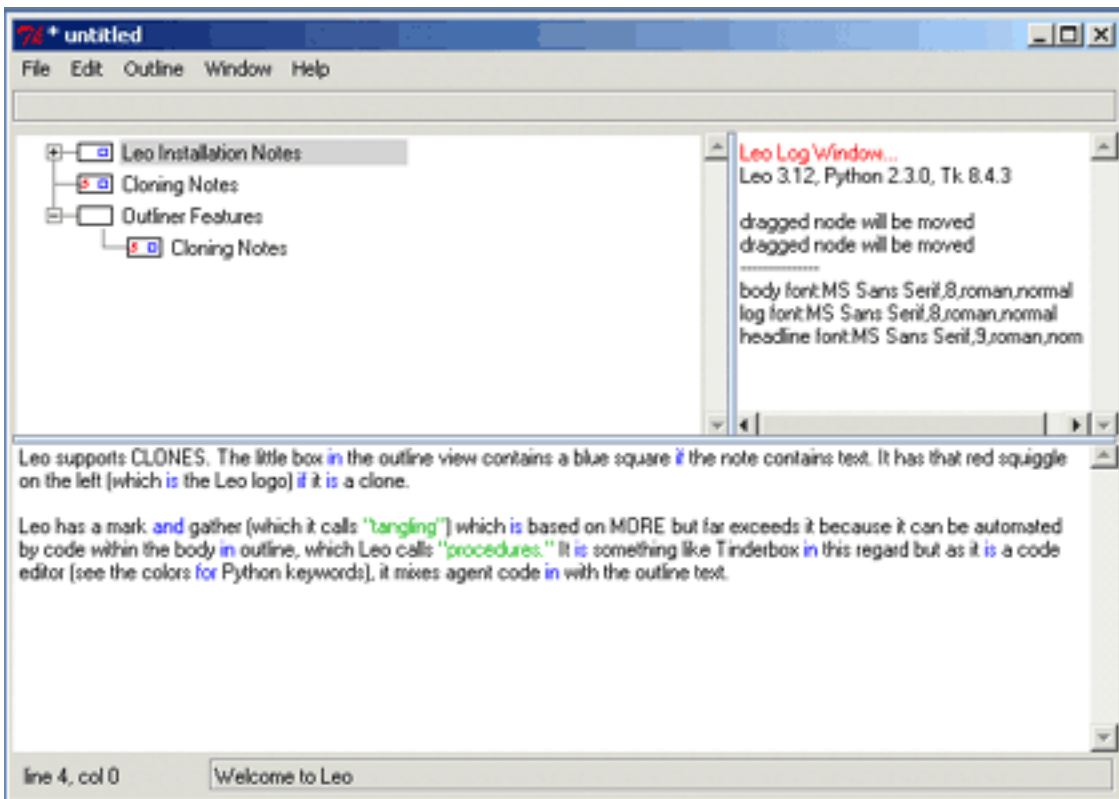 * untitled
File Edit Outline Window Help
Leo Installation Notes
Cloning Notes
Outliner Features
Cloning Notes
Leo Log Window...
Leo 3.12, Python 2.3.0, Tk 8.4.3
dragged node will be moved
dragged node will be moved
---------------
body font:MS Sans Serif,8,roman,normal
log font:MS Sans Serif,8,roman,normal
headline font:MS Sans Serif,9,roman,nom
Leo supports CLONES. The little box in the outline view contains a blue square if the note contains text. It has that red squiggle
on the left (which is the Leo logo) if it is a clone.
Leo has a mark and gather (which it calls "tangling") which is based on MORE but far exceeds it because it can be automated
by code within the body in outline, which Leo calls "procedures." It is something like Tinderbox in this regard but as it is a code
editor (see the colors for Python keywords), it mixes agent code in with the outline text.
line 4, col 0
Welcome to Leo